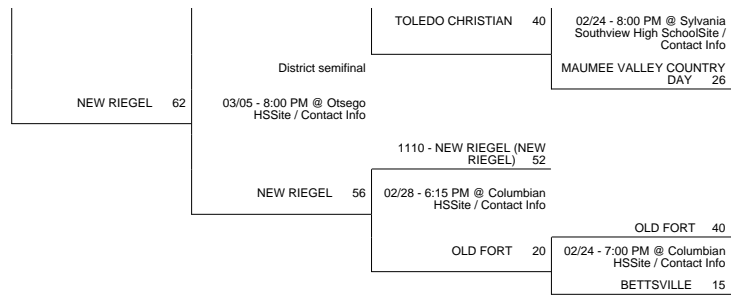 TOLEDO CHRISTIAN 40
02/24 - 8:00 PM @ Sylvania
Southview High SchoolSite /
Contact Info
District semifinal
MAUMEE VALLEY COUNTRY
DAY 26
NEW RIEGEL 62
03/05 - 8:00 PM @ Otsego
HSSite / Contact Info
1110 - NEW RIEGEL (NEW
RIEGEL) 52
NEW RIEGEL 56
02/28 - 6:15 PM @ Columbian
HSSite / Contact Info
OLD FORT 40
OLD FORT 20
02/24 - 7:00 PM @ Columbian
HSSite / Contact Info
BETTSVILLE 15